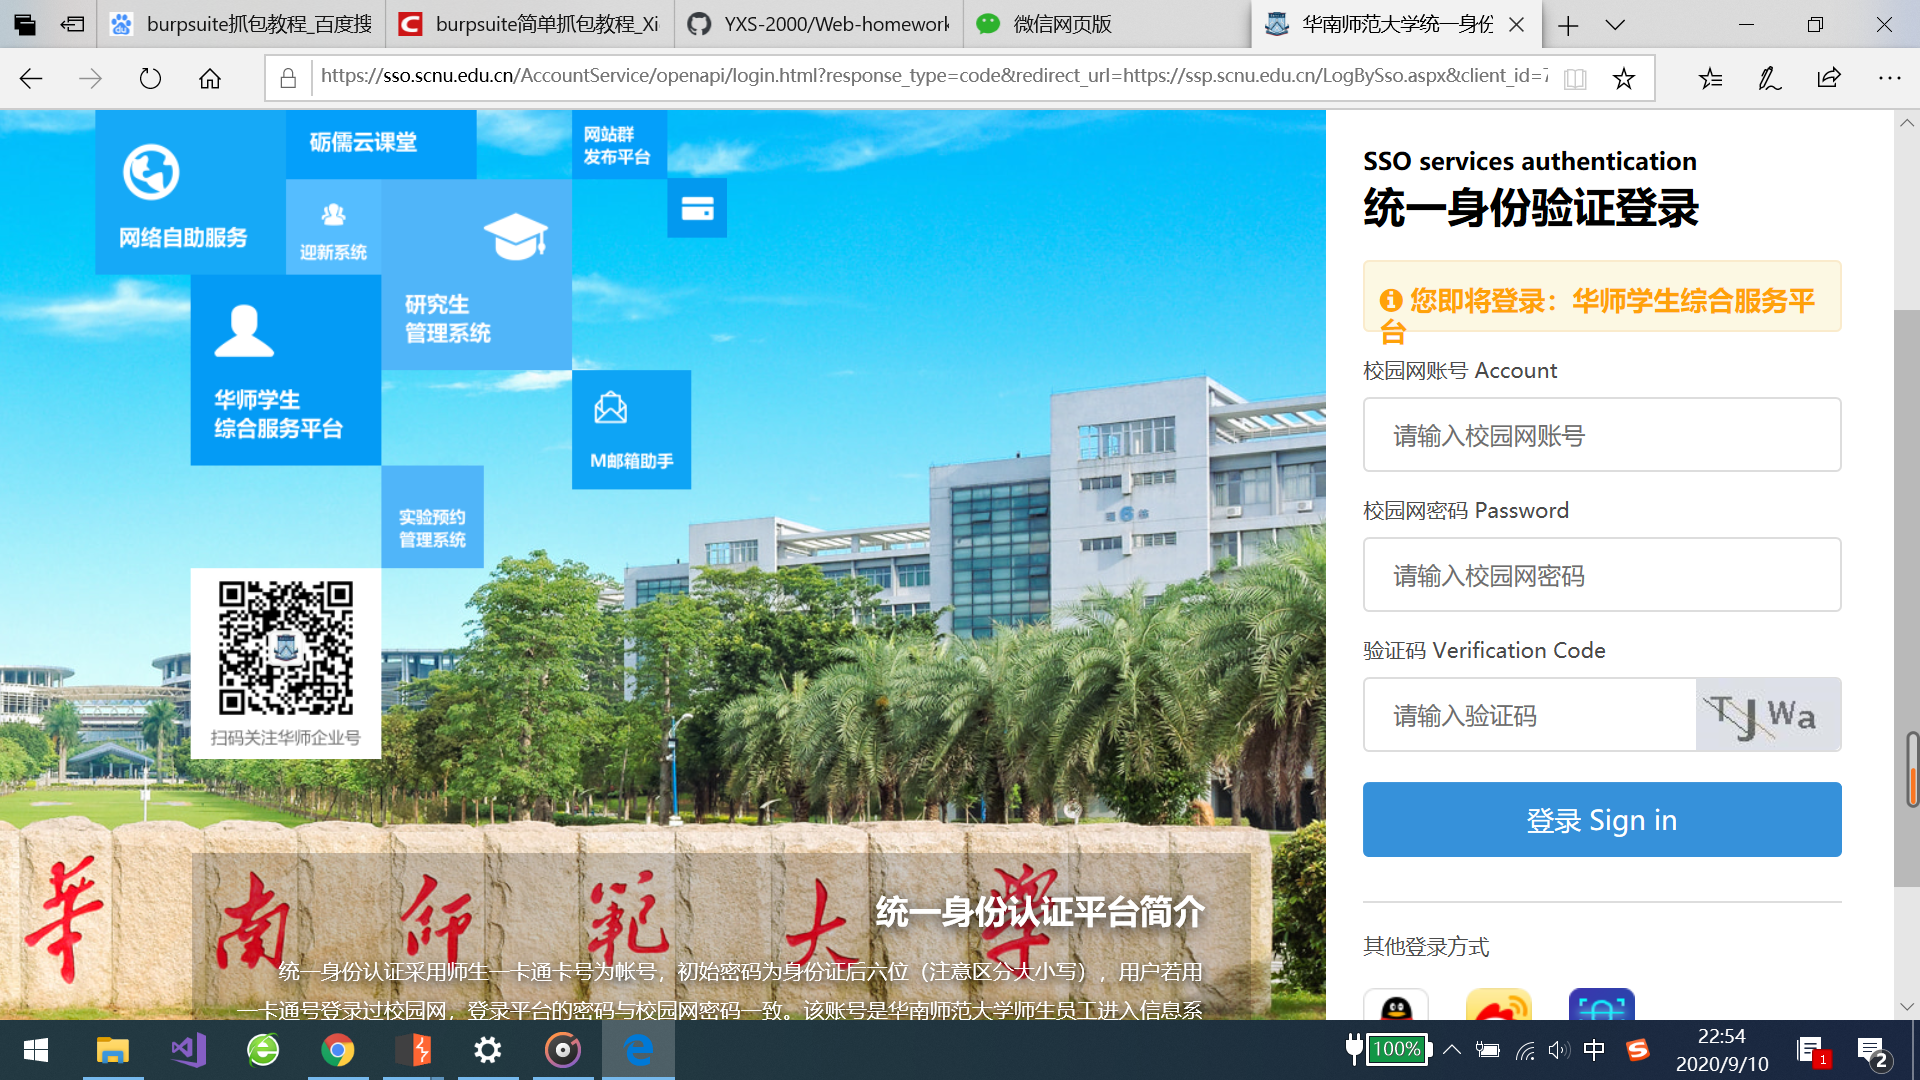 burpsuite抓包教程_百度搜
burpsuite简单抓包教程_Xi
YXS-2000/Web-homework
微信网页版
华南师范大学统一身份
https://sso.scnu.edu.cn/AccountService/openapi/login.html?response_type=code&redirect_url=https://ssp.scnu.edu.cn/LogBySso.aspx&client_id=7
网络自助服务
砺儒云课堂
迎新系统
网站群
发布平台
研究生
管理系统
华师学生
综合服务平台
M邮箱助手
实验预约
管理系统
扫码关注华师企业号
華南师範大学
统一身份认证平台简介
统一身份认证采用师生一卡通卡号为帐号，初始密码为身份证后六位（注意区分大小写），用户若用
一卡通号登录过校园网，登录平台的密码与校园网密码一致。该账号是华南师范大学师生员工进入信息系
SSO services authentication
统一身份验证登录
您即将登录：华师学生综合服务平
台
校园网账号 Account
请输入校园网账号
校园网密码 Password
请输入校园网密码
验证码 Verification Code
请输入验证码
TJWa
登录 Sign in
其他登录方式
100%
中
22:54
2020/9/10
1
2